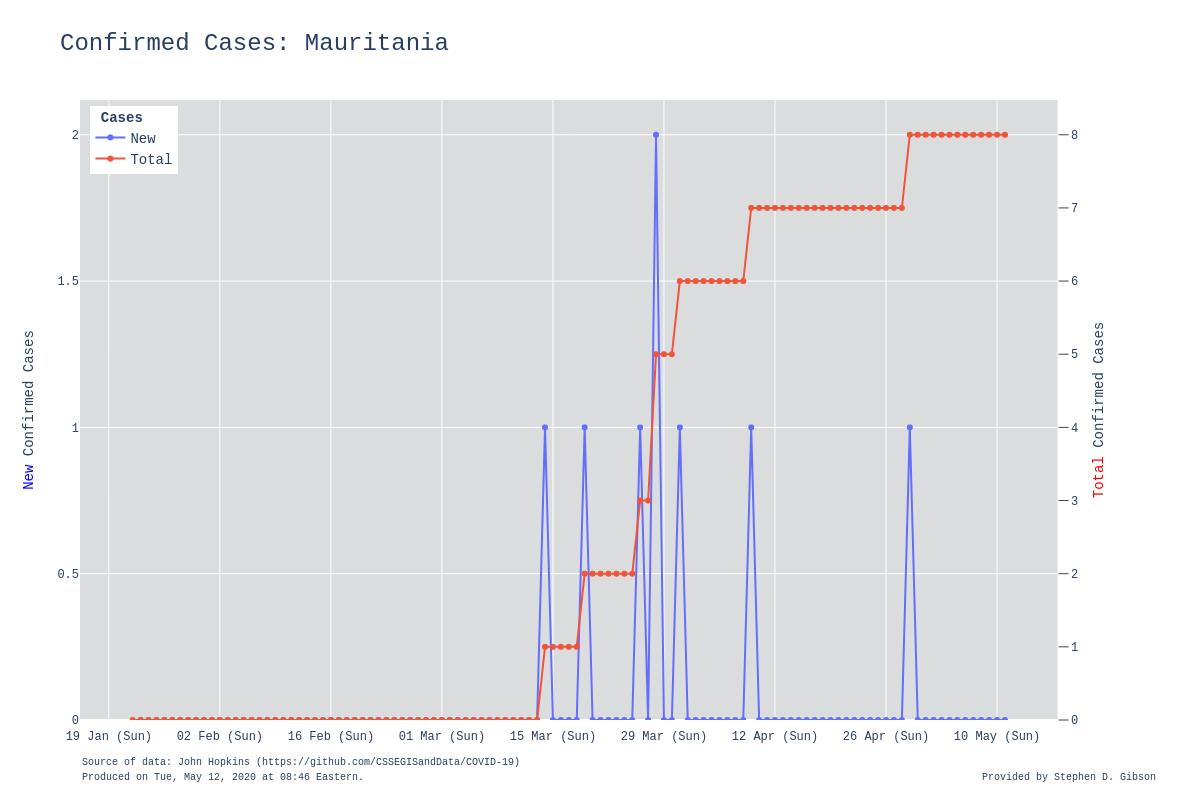 Confirmed Cases: Mauritania
Cases
New
Total
2
1.5
1
0.5
0
8
7
6
5
4
3
2
1
0
New Confirmed Cases
Total Confirmed Cases
19 Jan (Sun) 02 Feb (Sun) 16 Feb (Sun) 01 Mar (Sun) 15 Mar (Sun) 29 Mar (Sun) 12 Apr (Sun) 26 Apr (Sun) 10 May (Sun)
Source of data: John Hopkins (https://github.com/CSSEGISandData/COVID-19)
Produced on Tue, May 12, 2020 at 08:46 Eastern.
Provided by Stephen D. Gibson